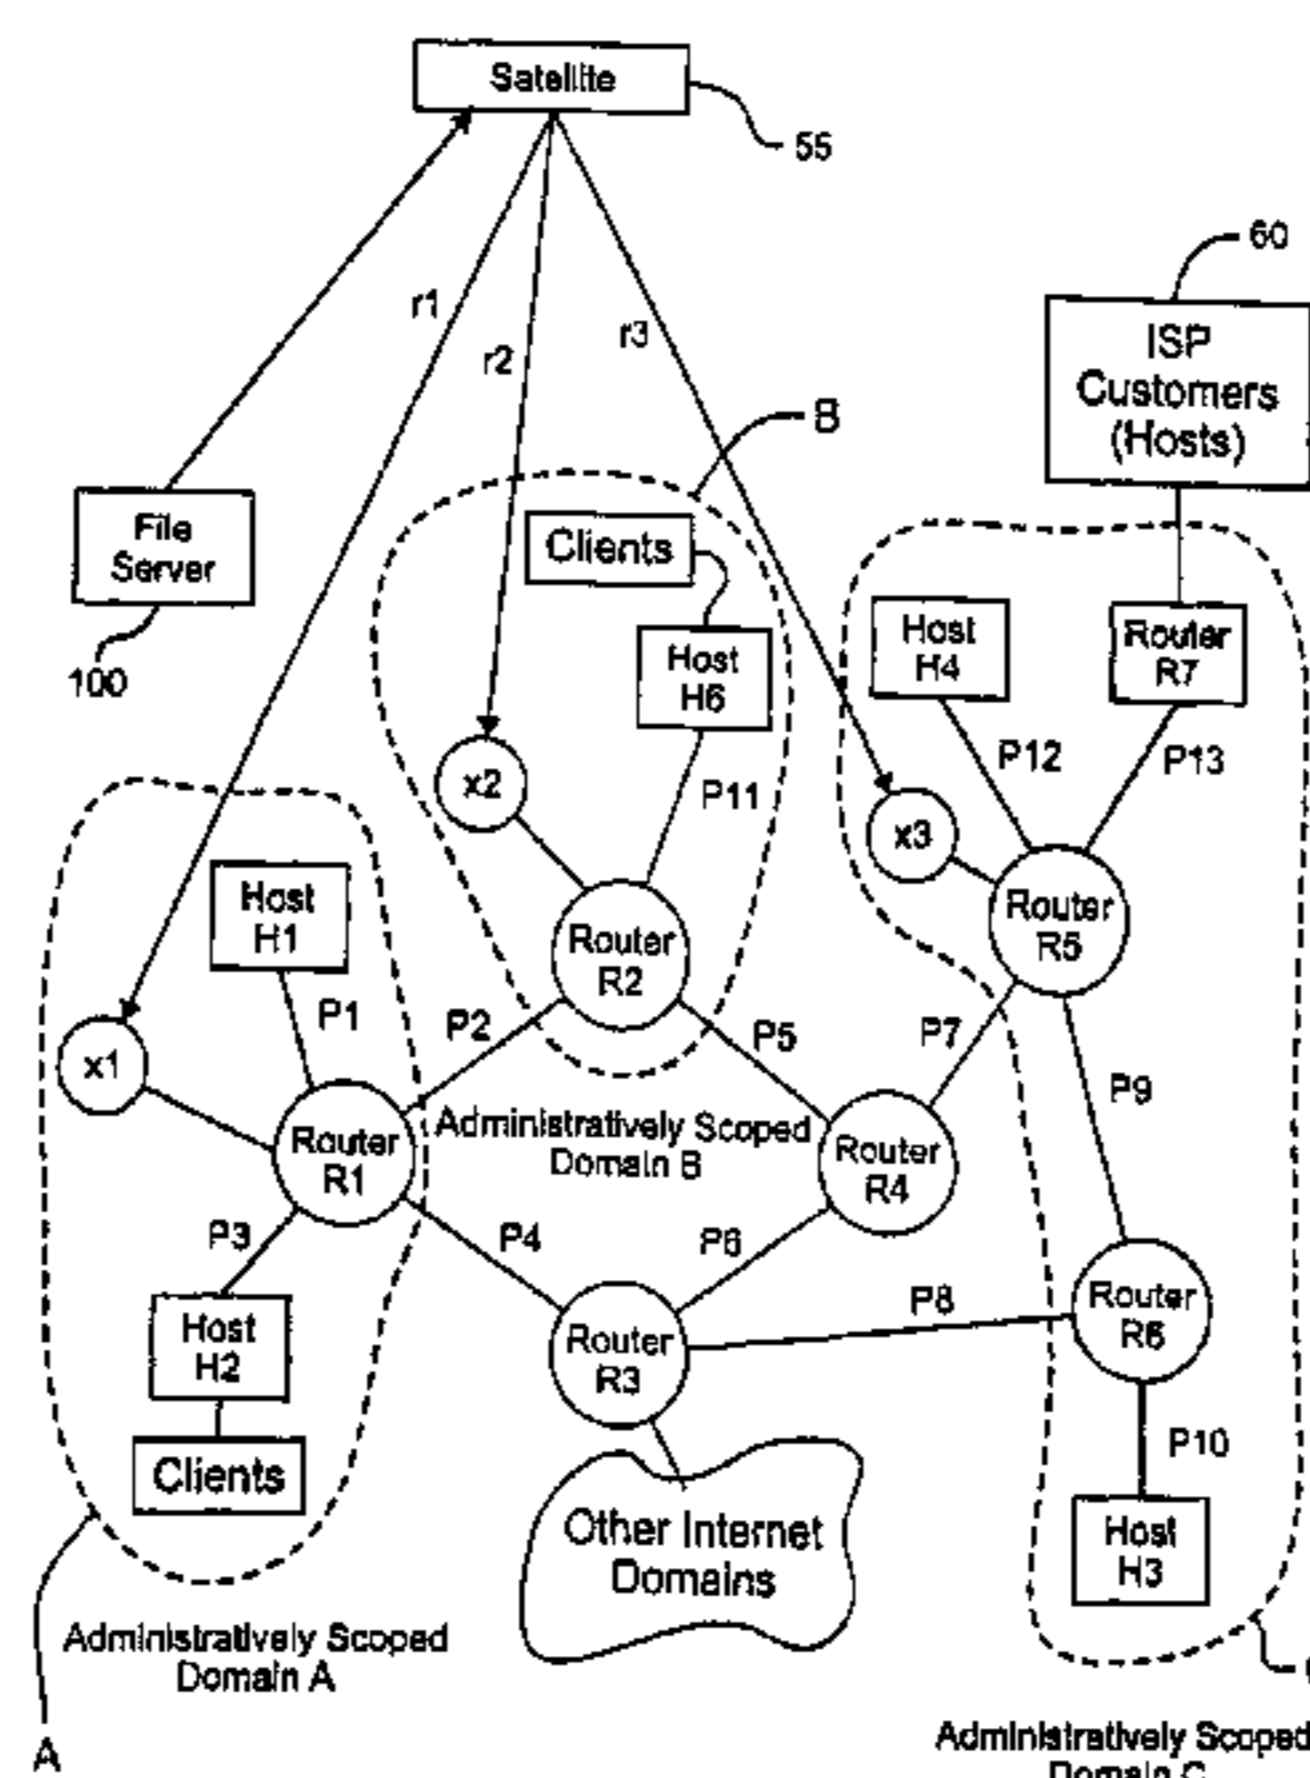 Satellite
55
60
r1
r2
r3
ISP
Customers
(Hosts)
B
File
Server
100
Clients
Host
H6
Host
H4
Router
R7
x2
P11
P12
P13
x3
Host
H1
Router
R2
Router
R5
P1
P2
P5
P7
x1
P9
Router
R1
Administratively Scoped
Domain B
Router
R4
P3
P4
P6
P8
Router
R6
Host
H2
Router
R3
P10
Clients
Other Internet
Domains
Host
H3
Administratively Scoped
Domain A
A
Administratively Scoped
Domain C